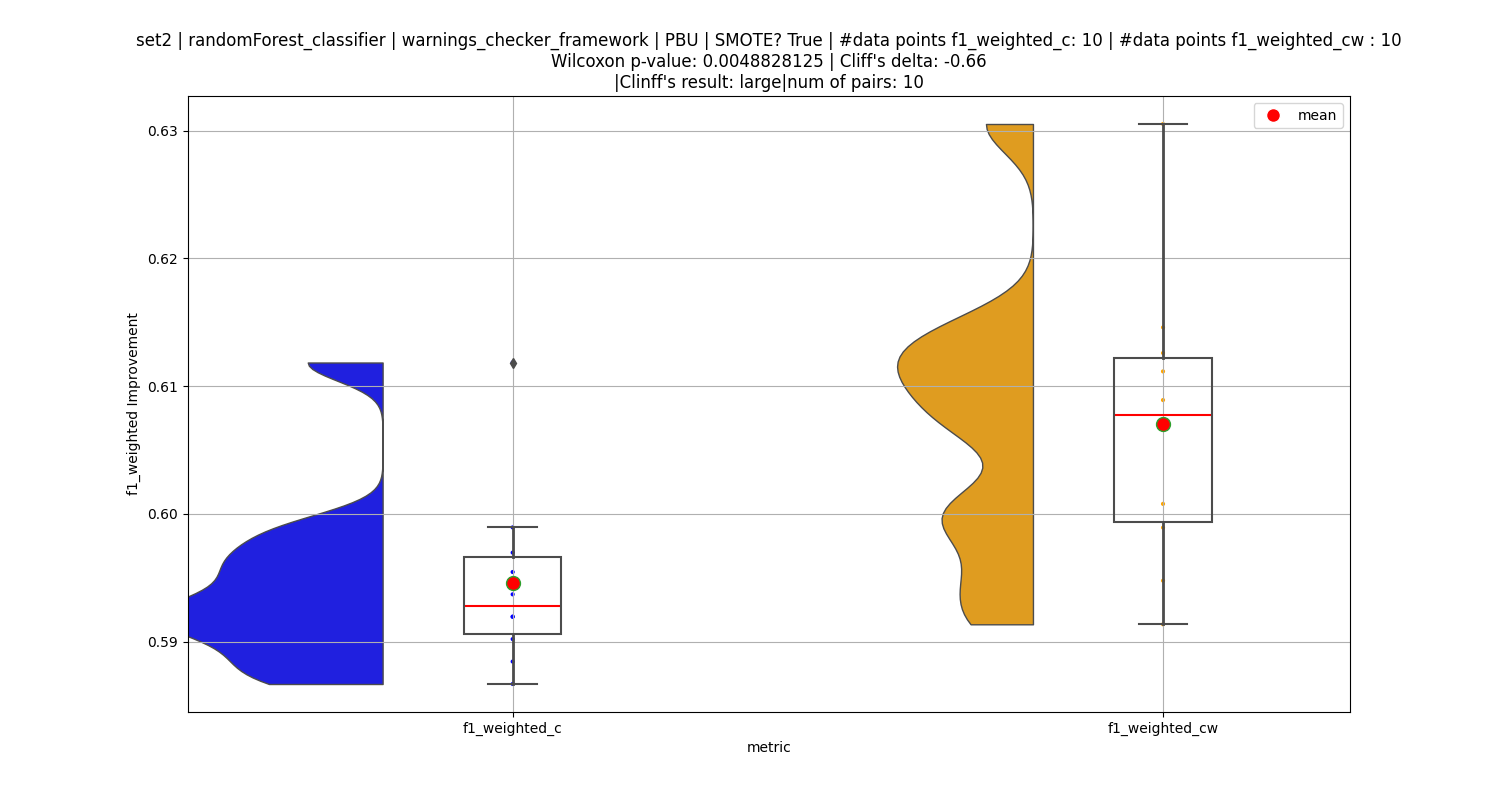 set2 | randomForest_classifier | warnings_checker_framework | PBU | SMOTE? True | #data points f1_weighted_c: 10 | #data points f1_weighted_cw : 10
Wilcoxon p-value: 0.0048828125 | Cliff's delta: -0.66
|Clinff's result: large|num of pairs: 10
mean
0.63
0.62
0.61
0.60
0.59
f1_weighted Improvement
f1_weighted_c
f1_weighted_cw
metric